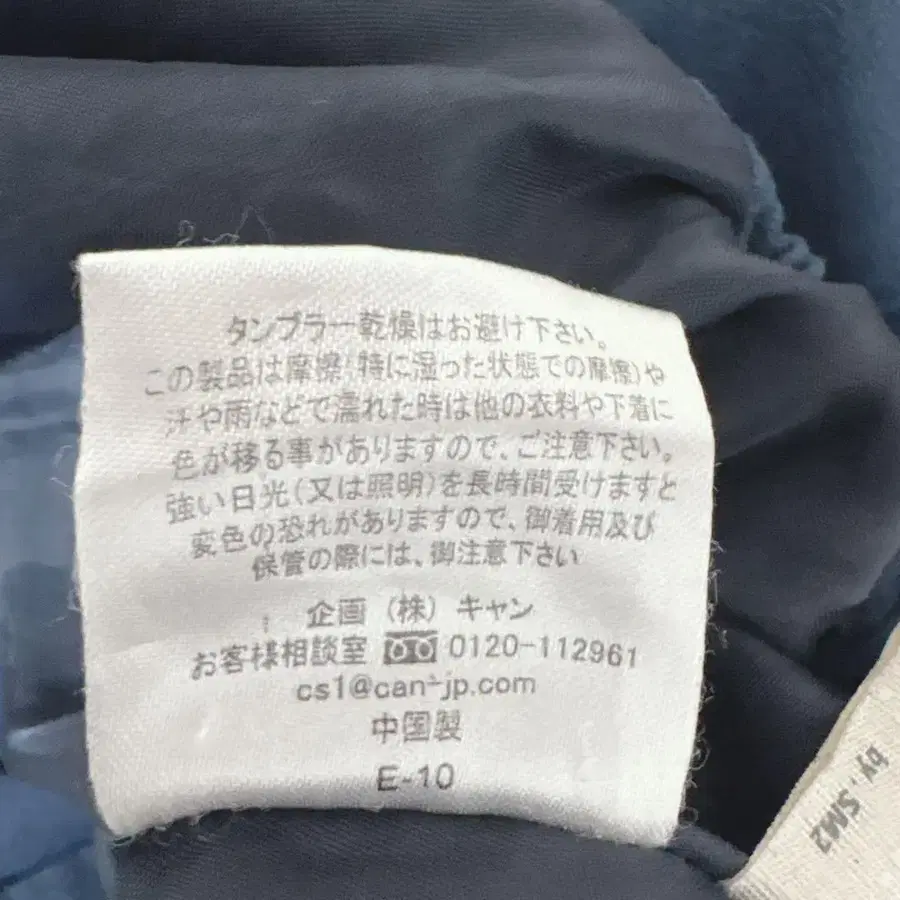 タンブラー乾燥はお避け下さい。
この製品は摩擦(特に湿った状態での摩擦)や
汗や雨などで濡れた時は他の衣料や下着に
色が移る事がありますので、ご注意下さい。
強い日光(又は照明)を長時間受けますと
変色の恐れがありますので、御着用及び
保管の際には、御注意下さい
企画 (株) キャン
お客様相談室 0120-112961
cs1@can-jp.com
中国製
E-10
by. SM2